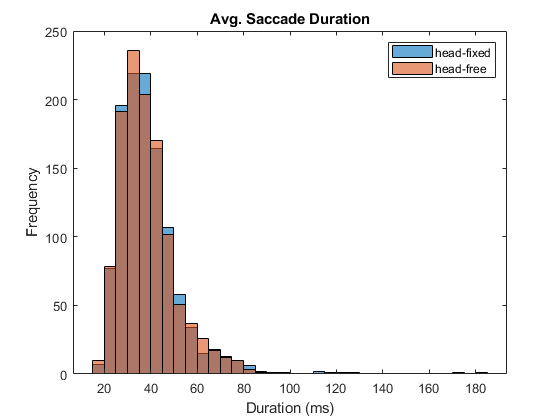 Avg. Saccade Duration
head-fixed
head-free
Frequency
250
200
150
100
50
0
20 40 60 80 100 120 140 160 180
Duration (ms)